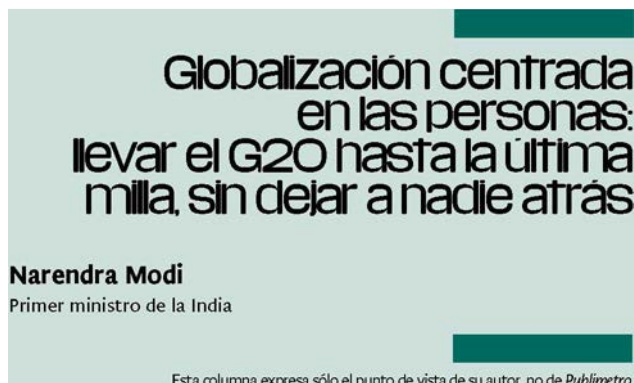 Globalización centrada
en las personas:
llevar el G20 hasta la última
milla, sin dejar a nadie atrás
Narendra Modi
Primer ministro de la India
Esta columna expresa sólo el punto de vista de su autor, no de Publimetro